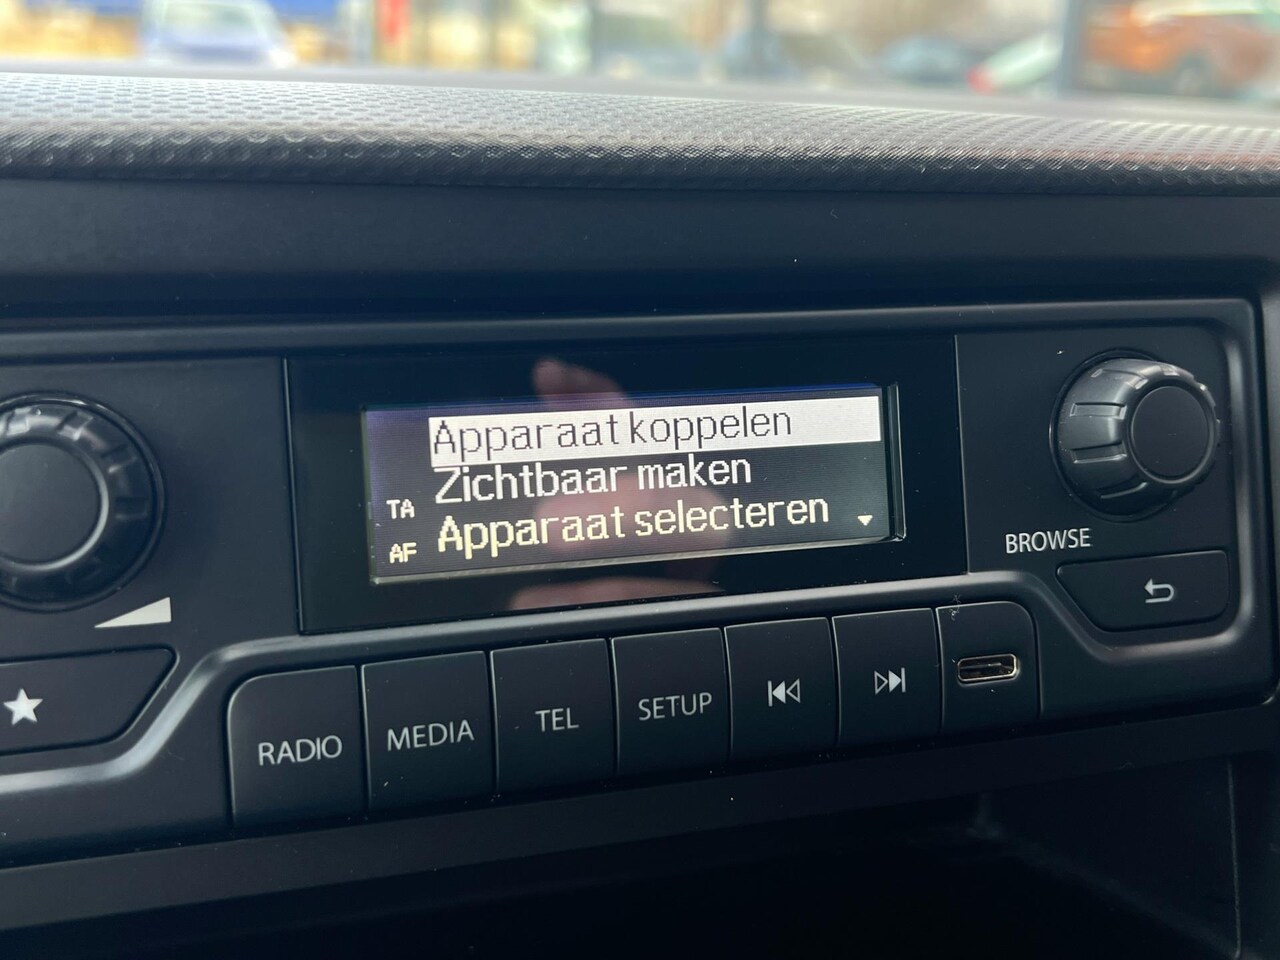 Apparaat koppelen
Zichtbaar maken
TA
Apparaat selecteren
AF
BROWSE
RADIO
MEDIA
TEL
SETUP